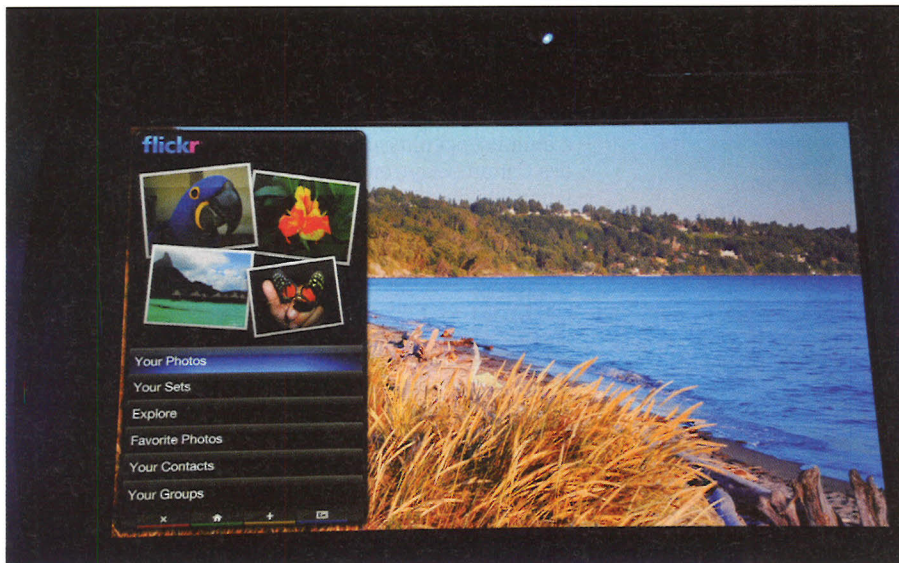 flickr
Your Photos
Your Sets
Explore
Favorite Photos
Your Contacts
Your Groups